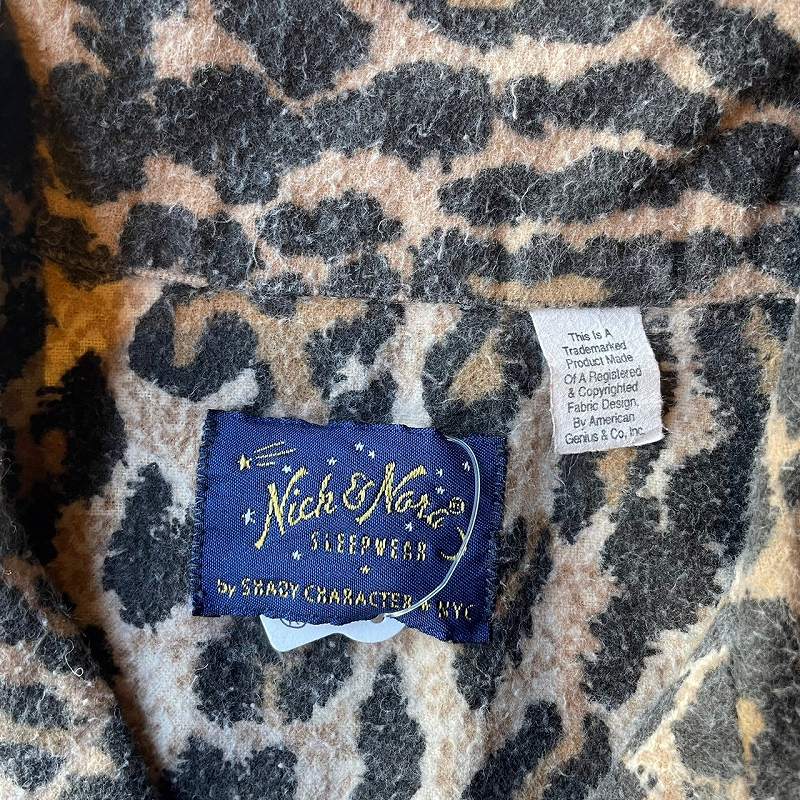 Nick & Nora®
SLEEPWEAR
by SHADY CHARACTER ★ NYC
This Is A
Trademarked
Product Made
Of A Registered
& Copyrighted
Fabric Design,
By American
Genius & Co, Inc.